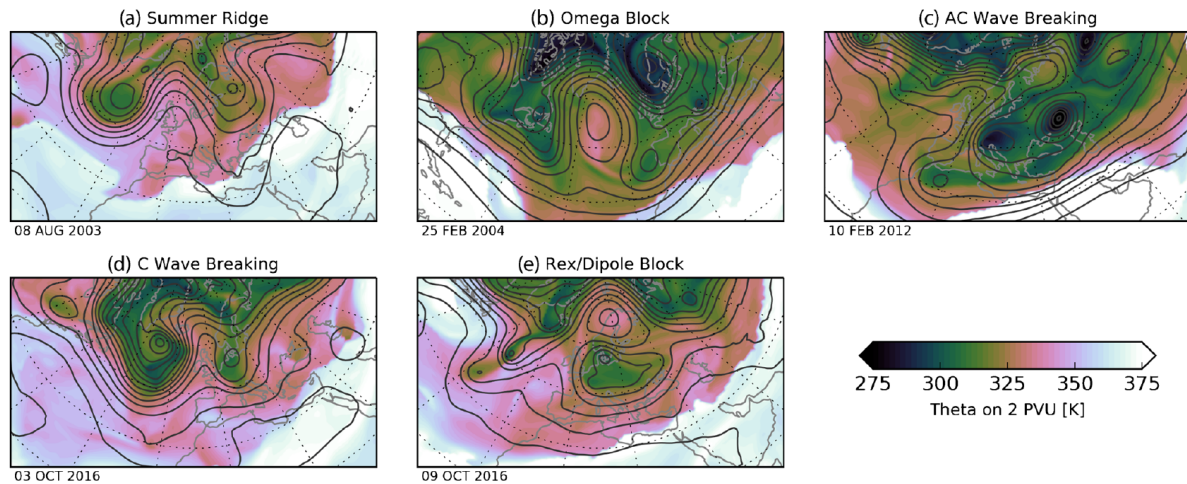 (a) Summer Ridge
(b) Omega Block
(c) AC Wave Breaking
08 AUG 2003
25 FEB 2004
10 FEB 2012
(d) C Wave Breaking
(e) Rex/Dipole Block
275 300 325 350 375
Theta on 2 PVU [K]
03 OCT 2016
09 OCT 2016